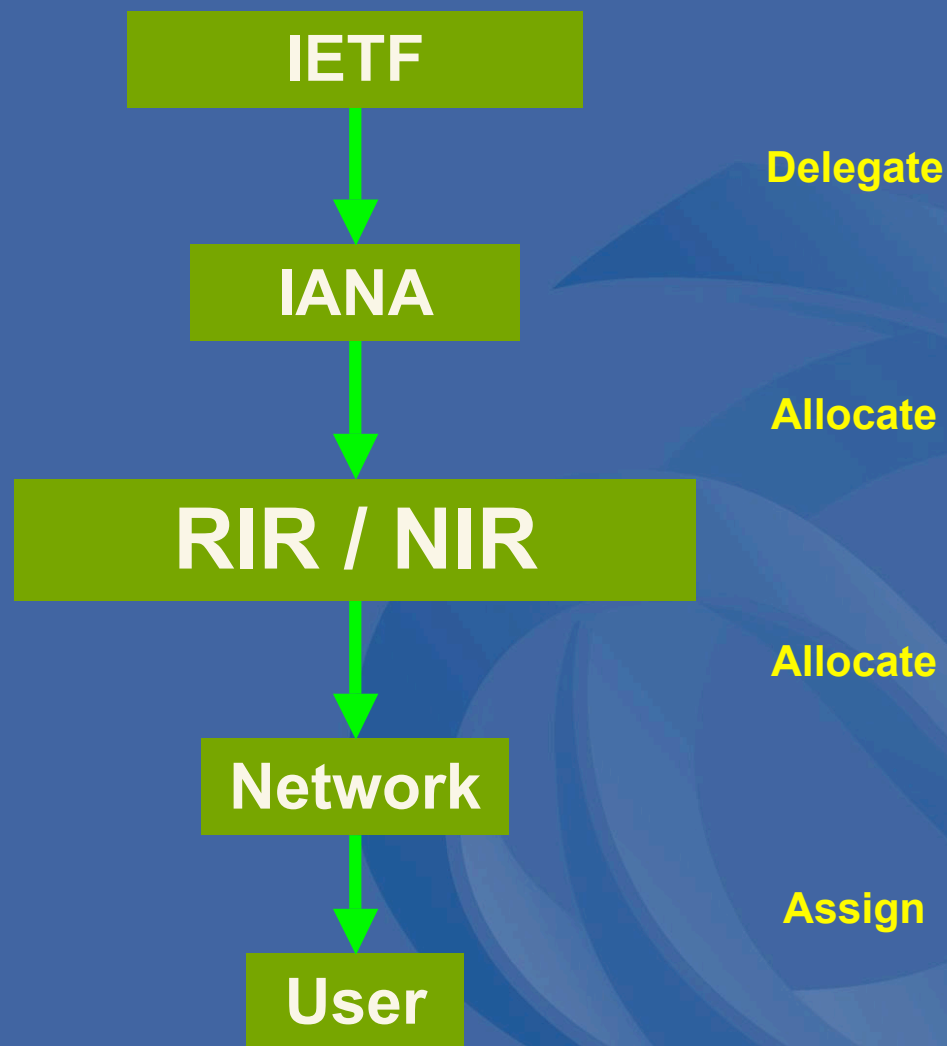 IETF
Delegate
IANA
Allocate
RIR / NIR
Allocate
Network
Assign
User